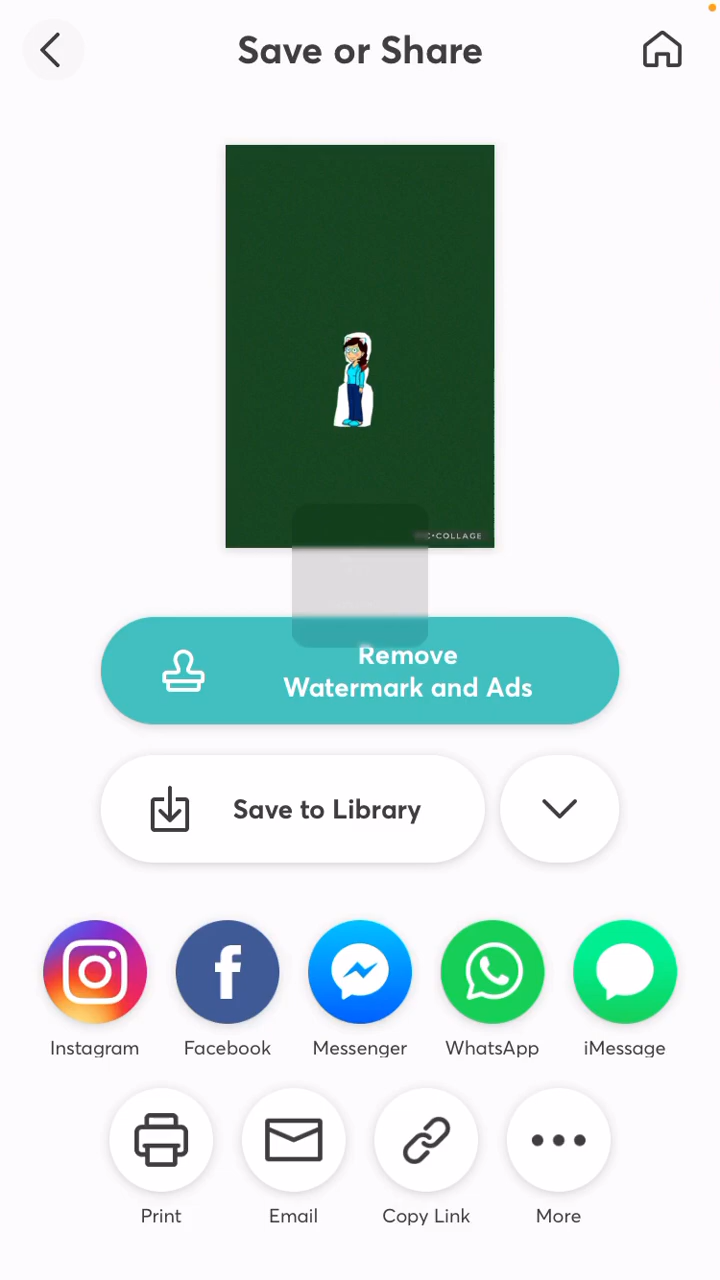 Save or Share
C•COLLAGE
Remove
Watermark and Ads
Save to Library
Instagram
Facebook
Messenger
WhatsApp
iMessage
Print
Email
Copy Link
More